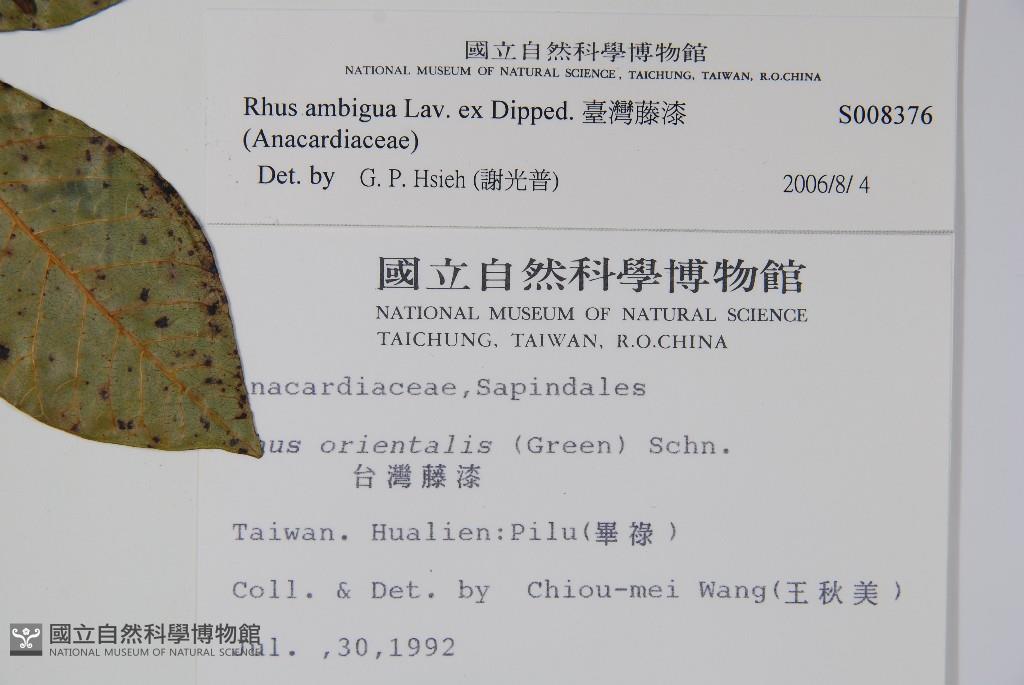 國立自然科學博物館
NATIONAL MUSEUM OF NATURAL SCIENCE, TAICHUNG, TAIWAN, R.O.CHINA
Rhus ambigua Lav. ex Dipped. 臺灣藤漆 S008376
(Anacardiaceae)
Det. by G. P. Hsieh (謝光普) 2006/8/ 4
國立自然科學博物館
NATIONAL MUSEUM OF NATURAL SCIENCE
TAICHUNG, TAIWAN, R.O.CHINA
nacardiaceae,Sapindales
us orientalis (Green) Schn.
台灣藤漆
Taiwan. Hualien:Pilu(畢祿)
Coll. & Det. by Chiou-mei Wang(王秋美)
Jul. ,30,1992
國立自然科學博物館
NATIONAL MUSEUM OF NATURAL SCIENCE